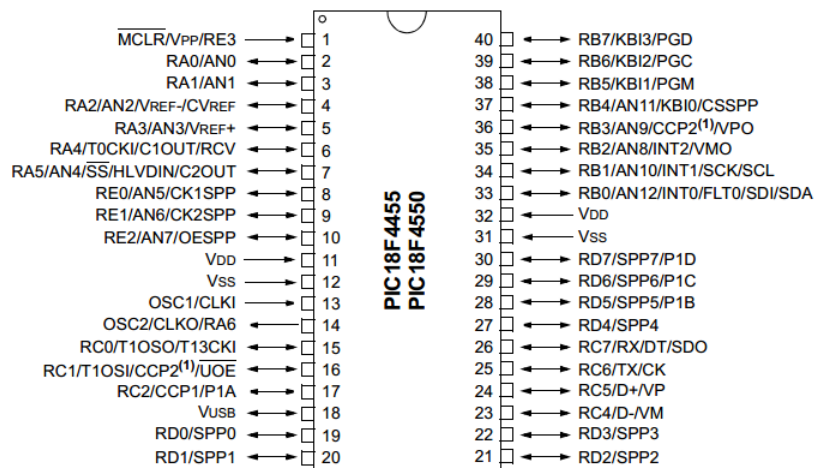 MCLR/VPP/RE3 1
RA0/AN0 2
RA1/AN1 3
RA2/AN2/VREF-/CVREF 4
RA3/AN3/VREF+ 5
RA4/T0CKI/C1OUT/RCV 6
RA5/AN4/SS/HLVDIN/C2OUT 7
RE0/AN5/CK1SPP 8
RE1/AN6/CK2SPP 9
RE2/AN7/OESPP 10
VDD 11
VSS 12
OSC1/CLKI 13
OSC2/CLKO/RA6 14
RC0/T1OSO/T13CKI 15
RC1/T1OSI/CCP2(1)/UOE 16
RC2/CCP1/P1A 17
VUSB 18
RD0/SPP0 19
RD1/SPP1 20
PIC18F4455
PIC18F4550
40 RB7/KBI3/PGD
39 RB6/KBI2/PGC
38 RB5/KBI1/PGM
37 RB4/AN11/KBI0/CSSPP
36 RB3/AN9/CCP2(1)/VPO
35 RB2/AN8/INT2/VMO
34 RB1/AN10/INT1/SCK/SCL
33 RB0/AN12/INT0/FLT0/SDI/SDA
32 VDD
31 VSS
30 RD7/SPP7/P1D
29 RD6/SPP6/P1C
28 RD5/SPP5/P1B
27 RD4/SPP4
26 RC7/RX/DT/SDO
25 RC6/TX/CK
24 RC5/D+/VP
23 RC4/D-/VM
22 RD3/SPP3
21 RD2/SPP2